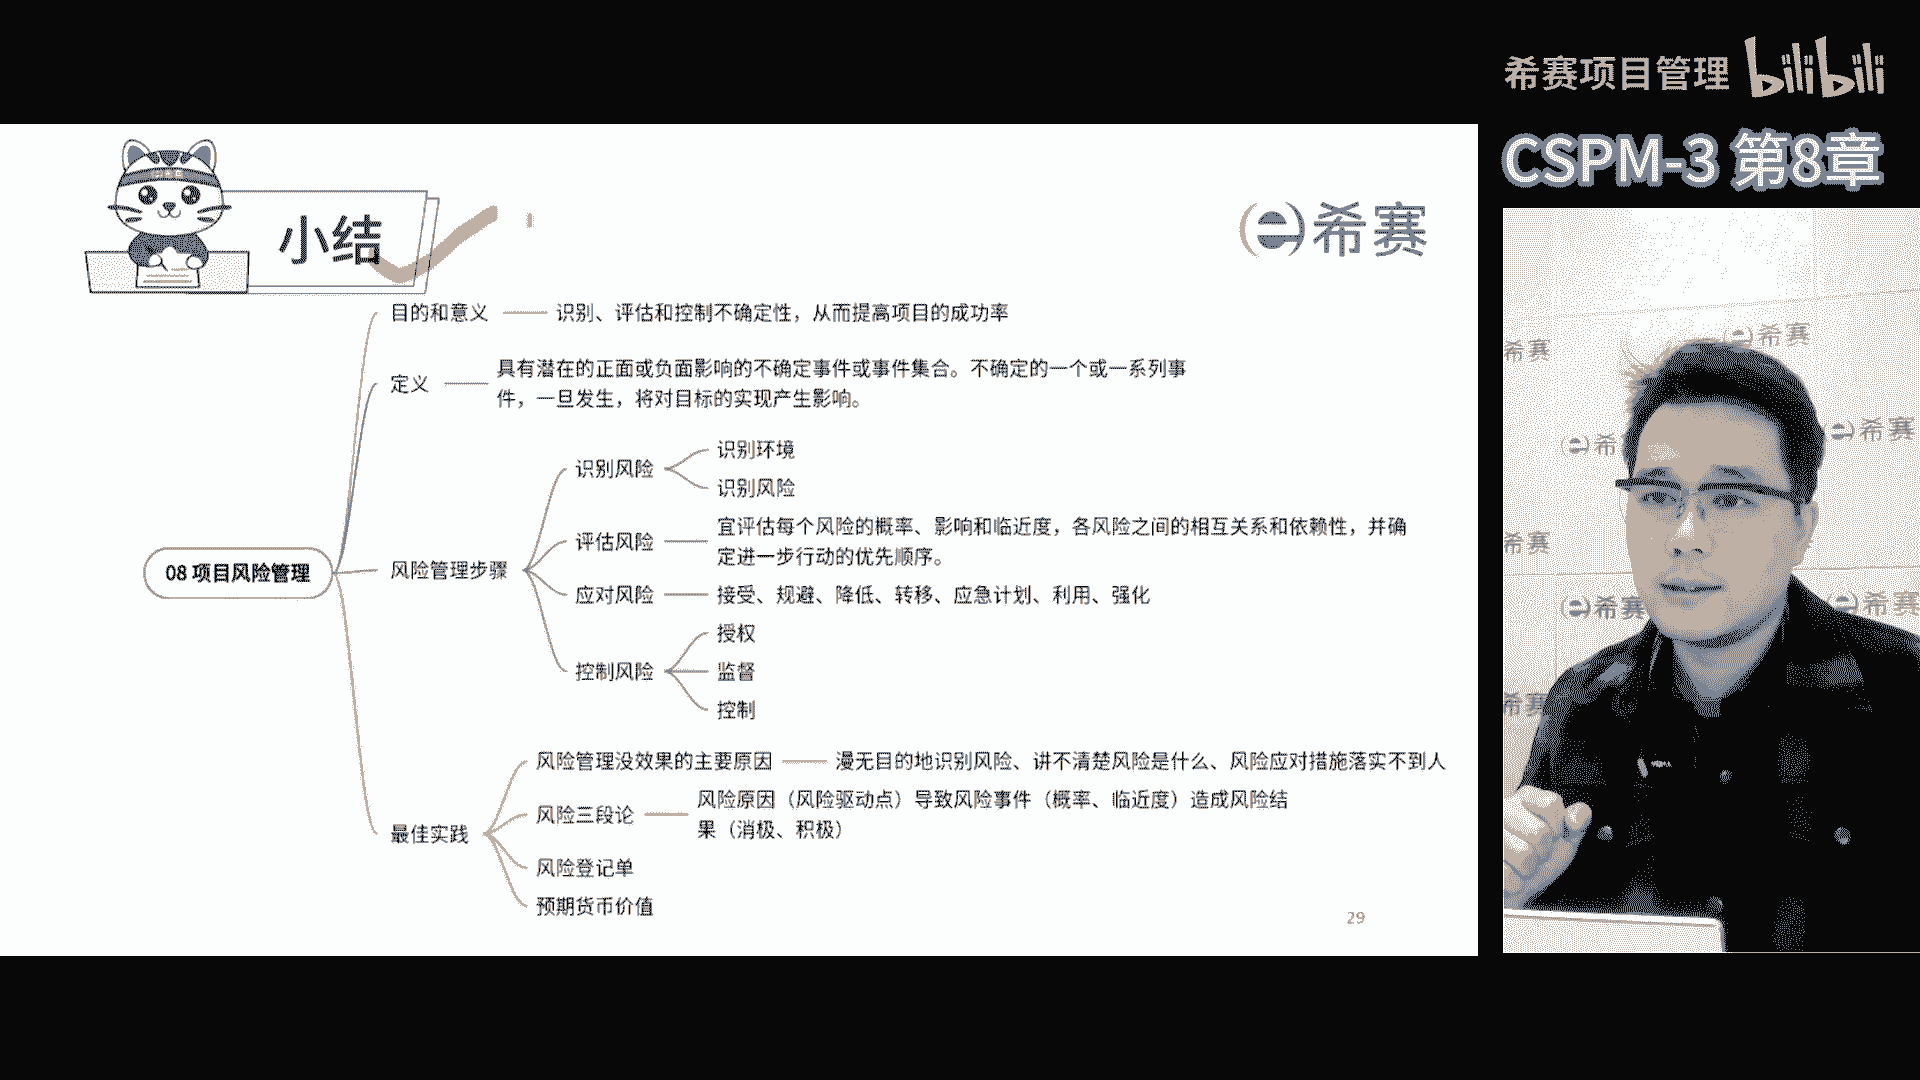 希赛项目管理 bilibili
CSPM-3 第8章
小结
希赛
目的和意义
识别、评估和控制不确定性，从而提高项目的成功率
定义
具有潜在的正面或负面影响的不确定事件或事件集合。不确定的一个或一系列事
件，一旦发生，将对目标的实现产生影响。
08 项目风险管理
风险管理步骤
识别风险
识别环境
识别风险
评估风险
宜评估每个风险的概率、影响和临近度，各风险之间的相互关系和依赖性，并确
定进一步行动的优先顺序。
应对风险
接受、规避、降低、转移、应急计划、利用、强化
控制风险
授权
监督
控制
最佳实践
风险管理没效果的主要原因
漫无目的地识别风险、讲不清楚风险是什么、风险应对措施落实不到人
风险三段论
风险原因（风险驱动点）导致风险事件（概率、临近度）造成风险结
果（消极、积极）
风险登记单
预期货币价值
29
希赛
希赛
希赛
希
希赛
希赛
希赛
希赛